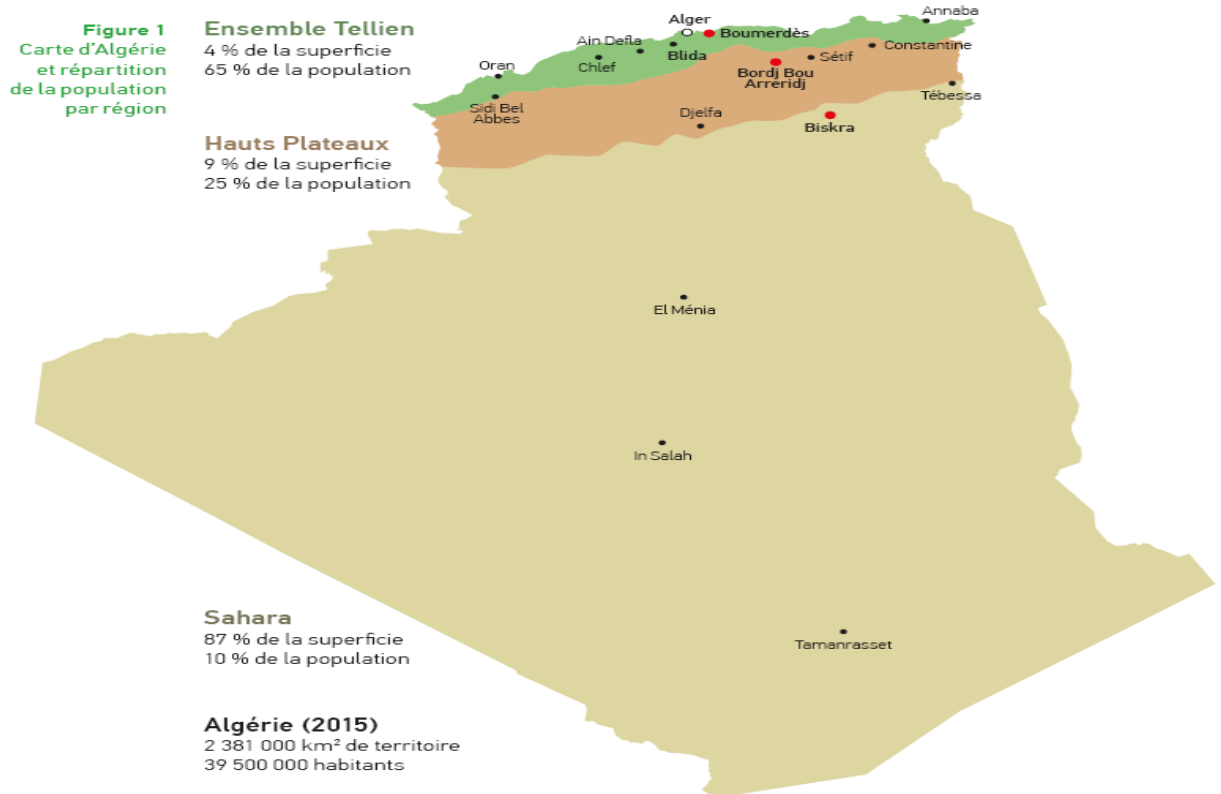 Figure 1
Carte d'Algérie
et répartition
de la population
par région
Ensemble Tellien
4 % de la superficie
65 % de la population
Hauts Plateaux
9 % de la superficie
25 % de la population
Annaba
Alger
Boumerdès
Ain Defla
Constantine
Blida
Sétif
Oran
Chlef
Bordj Bou
Arreridj
Tébessa
Sidi Bel
Abbes
Djelfa
Biskra
El Ménia
In Salah
Tamanrasset
Sahara
87 % de la superficie
10 % de la population
Algérie (2015)
2 381 000 km² de territoire
39 500 000 habitants